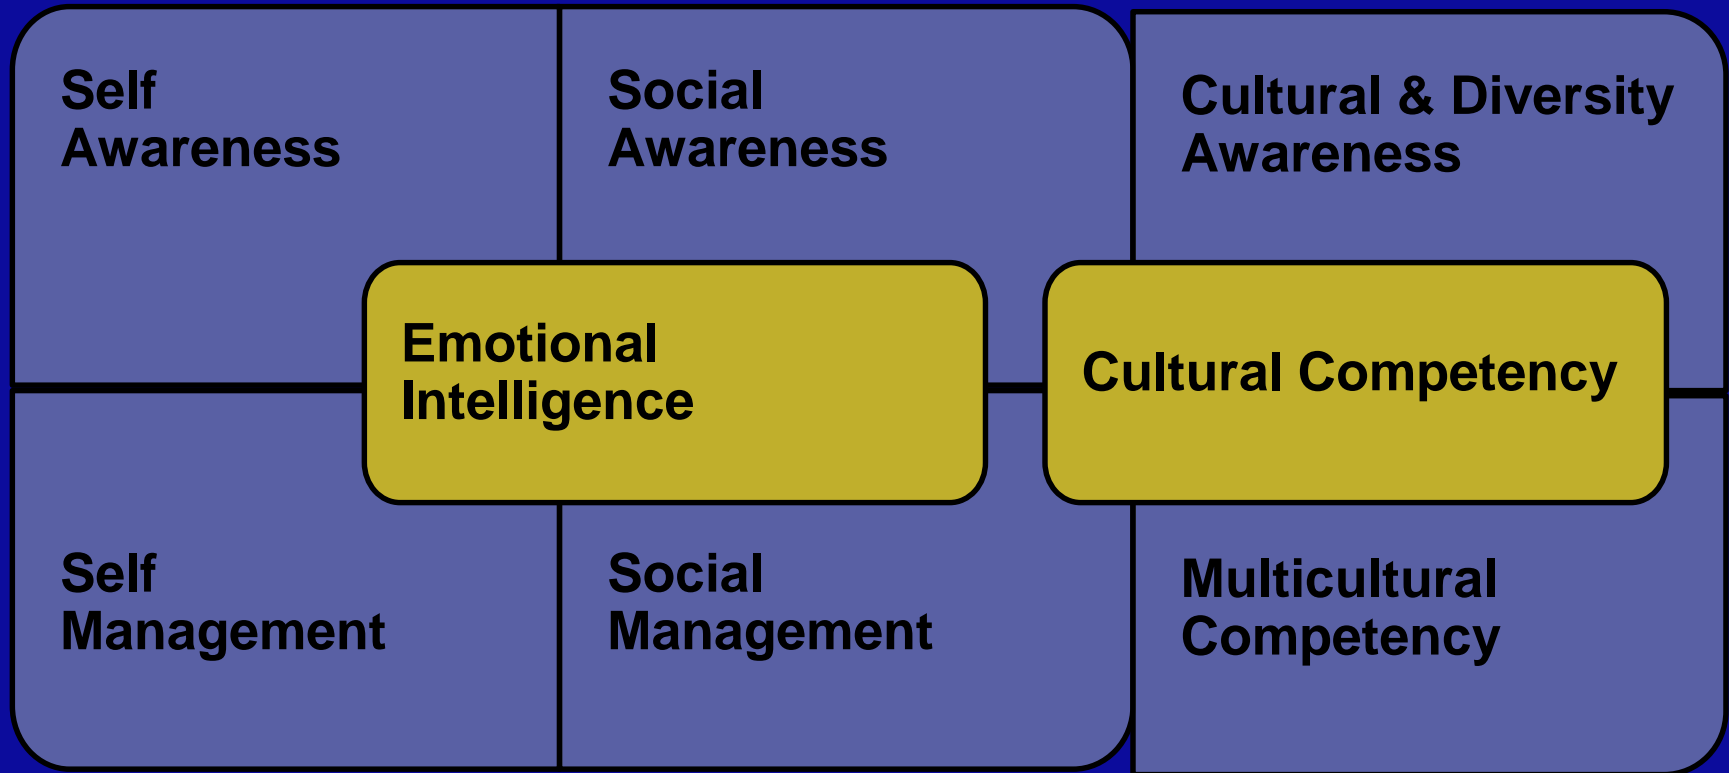 Self
Awareness
Social
Awareness
Cultural & Diversity
Awareness
Emotional
Intelligence
Cultural Competency
Self
Management
Social
Management
Multicultural
Competency